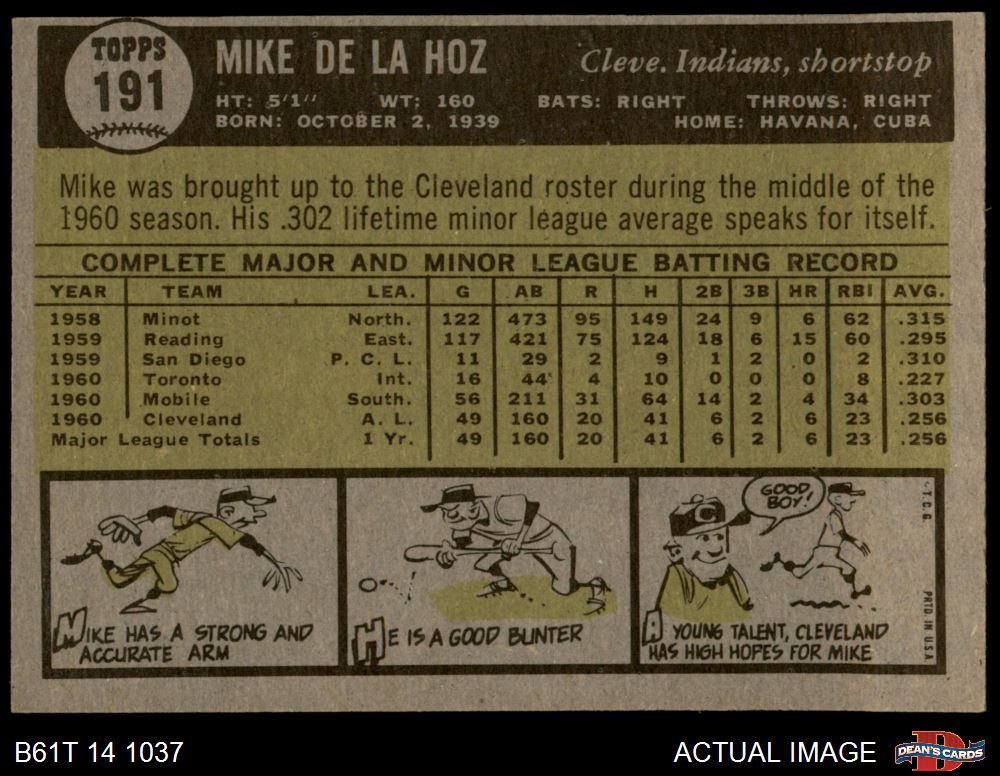 TOPPS
191
MIKE DE LA HOZ
Cleve. Indians, shortstop
HT: 5'1" WT: 160 BATS: RIGHT THROWS: RIGHT
BORN: OCTOBER 2, 1939 HOME: HAVANA, CUBA
Mike was brought up to the Cleveland roster during the middle of the
1960 season. His .302 lifetime minor league average speaks for itself.
COMPLETE MAJOR AND MINOR LEAGUE BATTING RECORD
YEAR TEAM LEA. G AB R H 2B 3B HR RBI AVG.
1958 Minot North. 122 473 95 149 24 9 6 62 .315
1959 Reading East. 117 421 75 124 18 6 15 60 .295
1959 San Diego P. C. L. 11 29 2 9 1 2 0 2 .310
1960 Toronto Int. 16 44 4 10 0 0 0 8 .227
1960 Mobile South. 56 211 31 64 14 2 4 34 .303
1960 Cleveland A. L. 49 160 20 41 6 2 6 23 .256
Major League Totals 1 Yr. 49 160 20 41 6 2 6 23 .256
MIKE HAS A STRONG AND
ACCURATE ARM
HE IS A GOOD BUNTER
GOOD
BOY!
C
A YOUNG TALENT, CLEVELAND
HAS HIGH HOPES FOR MIKE
T.C.G. PRTD IN U.S.A.
B61T 14 1037
ACTUAL IMAGE
DEAN'S CARDS